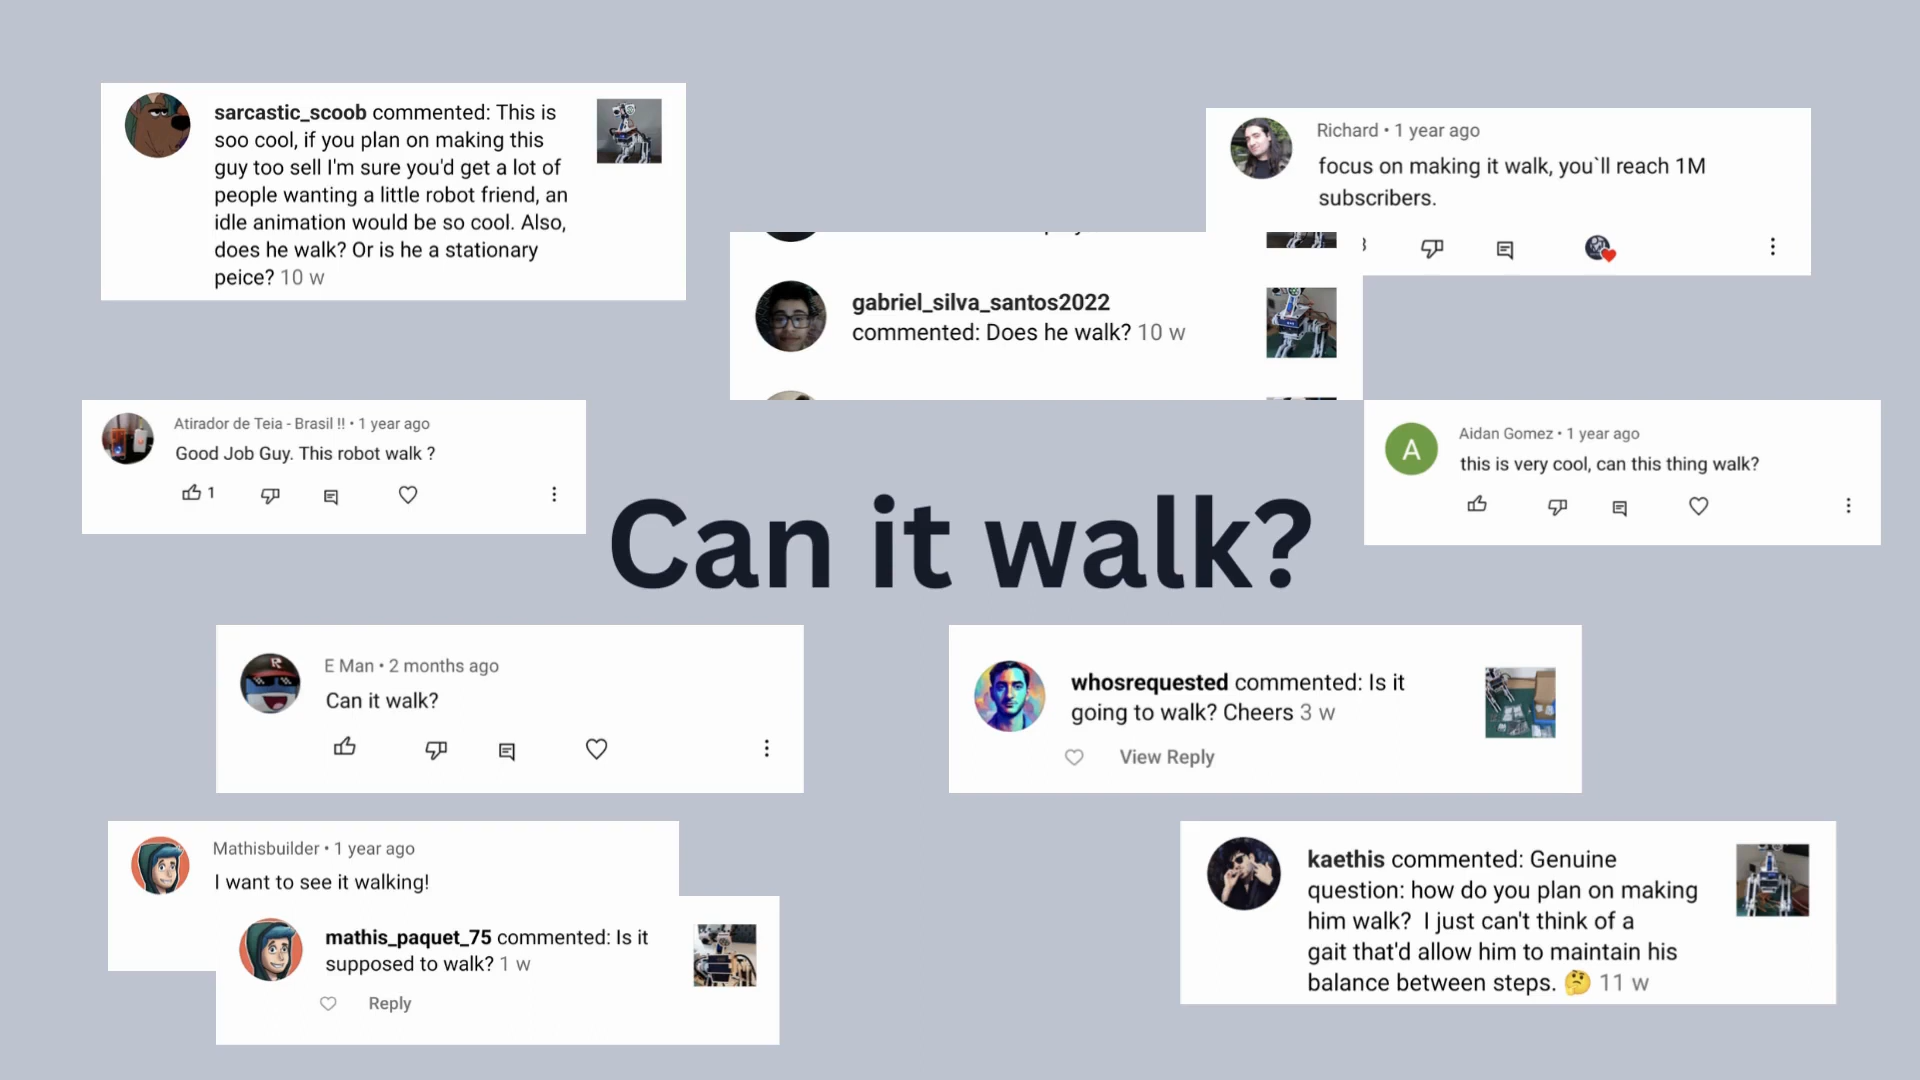 sarcastic_scoob commented: This is
soo cool, if you plan on making this
guy too sell I'm sure you'd get a lot of
people wanting a little robot friend, an
idle animation would be so cool. Also,
does he walk? Or is he a stationary
peice? 10 w
Richard • 1 year ago
focus on making it walk, you`ll reach 1M
subscribers.
gabriel_silva_santos2022
commented: Does he walk? 10 w
Atirador de Teia - Brasil !! • 1 year ago
Good Job Guy. This robot walk ?
1
A
Aidan Gomez • 1 year ago
this is very cool, can this thing walk?
Can it walk?
R
E Man • 2 months ago
Can it walk?
whosrequested commented: Is it
going to walk? Cheers 3 w
View Reply
Mathisbuilder • 1 year ago
I want to see it walking!
mathis_paquet_75 commented: Is it
supposed to walk? 1 w
Reply
kaethis commented: Genuine
question: how do you plan on making
him walk?  I just can't think of a
gait that'd allow him to maintain his
balance between steps. 🤔 11 w